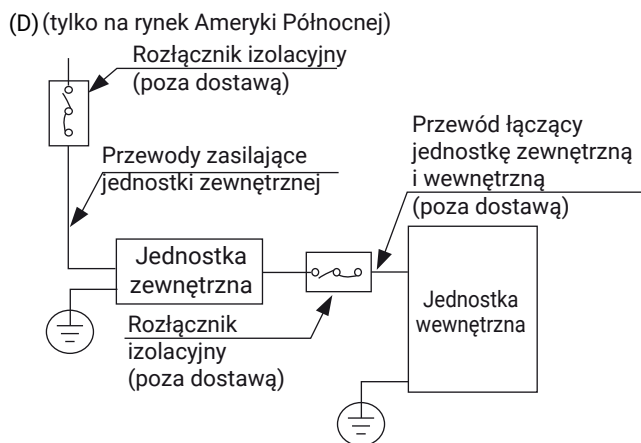 (D) (tylko na rynek Ameryki Północnej)
Rozłącznik izolacyjny
(poza dostawą)
Przewód łączący
jednostkę zewnętrzną
i wewnętrzną
(poza dostawą)
Przewody zasilające
jednostki zewnętrznej
Jednostka
zewnętrzna
Rozłącznik
izolacyjny
(poza dostawą)
Jednostka
wewnętrzna